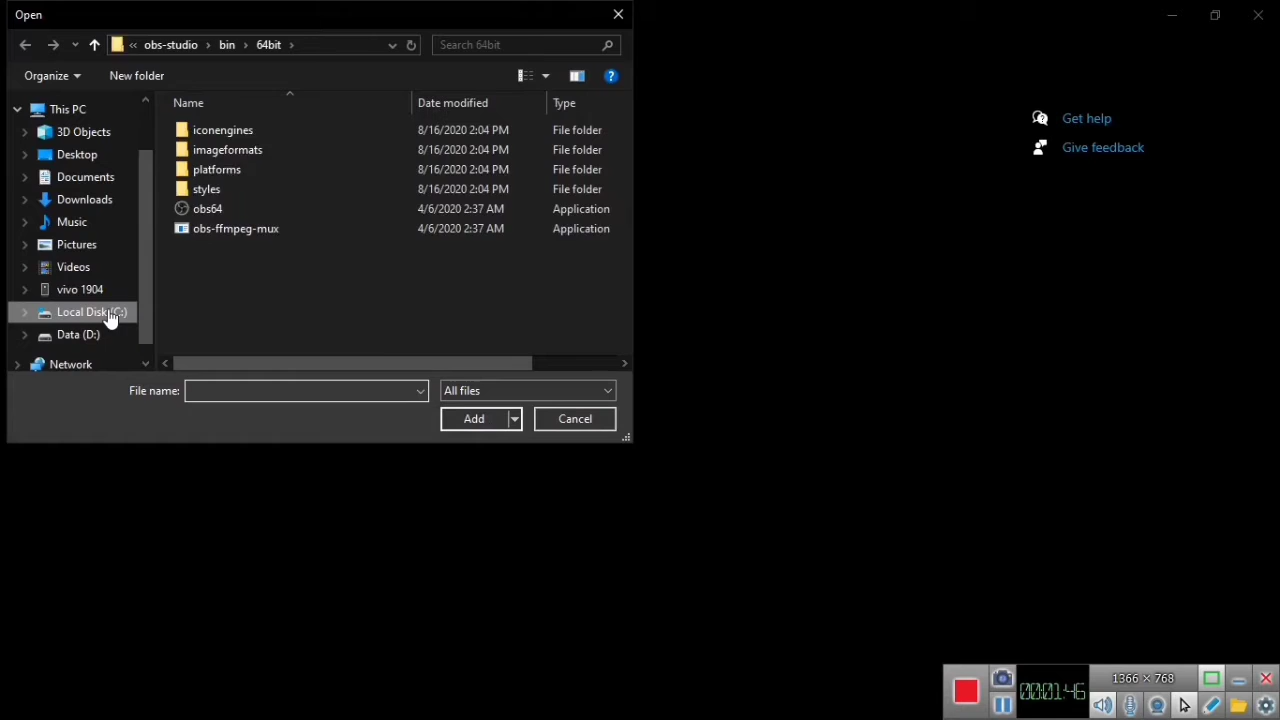 Open
« obs-studio › bin › 64bit ›
Search 64bit
Organize
New folder
Name
Date modified
Type
This PC
3D Objects
Desktop
Documents
Downloads
Music
Pictures
Videos
vivo 1904
Local Disk (C:)
Data (D:)
Network
iconengines 8/16/2020 2:04 PM File folder
imageformats 8/16/2020 2:04 PM File folder
platforms 8/16/2020 2:04 PM File folder
styles 8/16/2020 2:04 PM File folder
obs64 4/6/2020 2:37 AM Application
obs-ffmpeg-mux 4/6/2020 2:37 AM Application
File name:
All files
Add
Cancel
Get help
Give feedback
00:01:46
1366 × 768